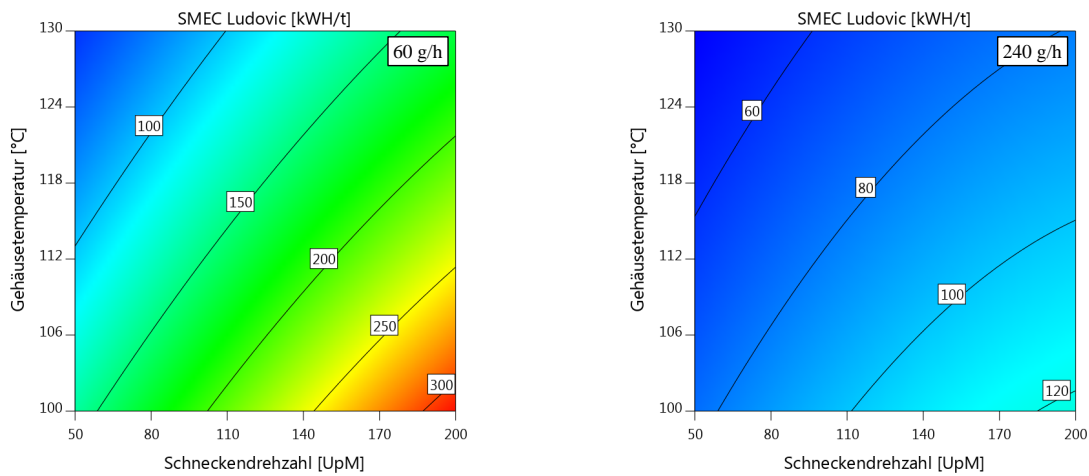 SMEC Ludovic [kWH/t]
60 g/h
130
124
118
112
106
100
100
150
200
250
300
50 80 110 140 170 200
Gehäusetemperatur [°C]
Schneckendrehzahl [UpM]
SMEC Ludovic [kWH/t]
240 g/h
130
124
118
112
106
100
60
80
100
120
50 80 110 140 170 200
Gehäusetemperatur [°C]
Schneckendrehzahl [UpM]